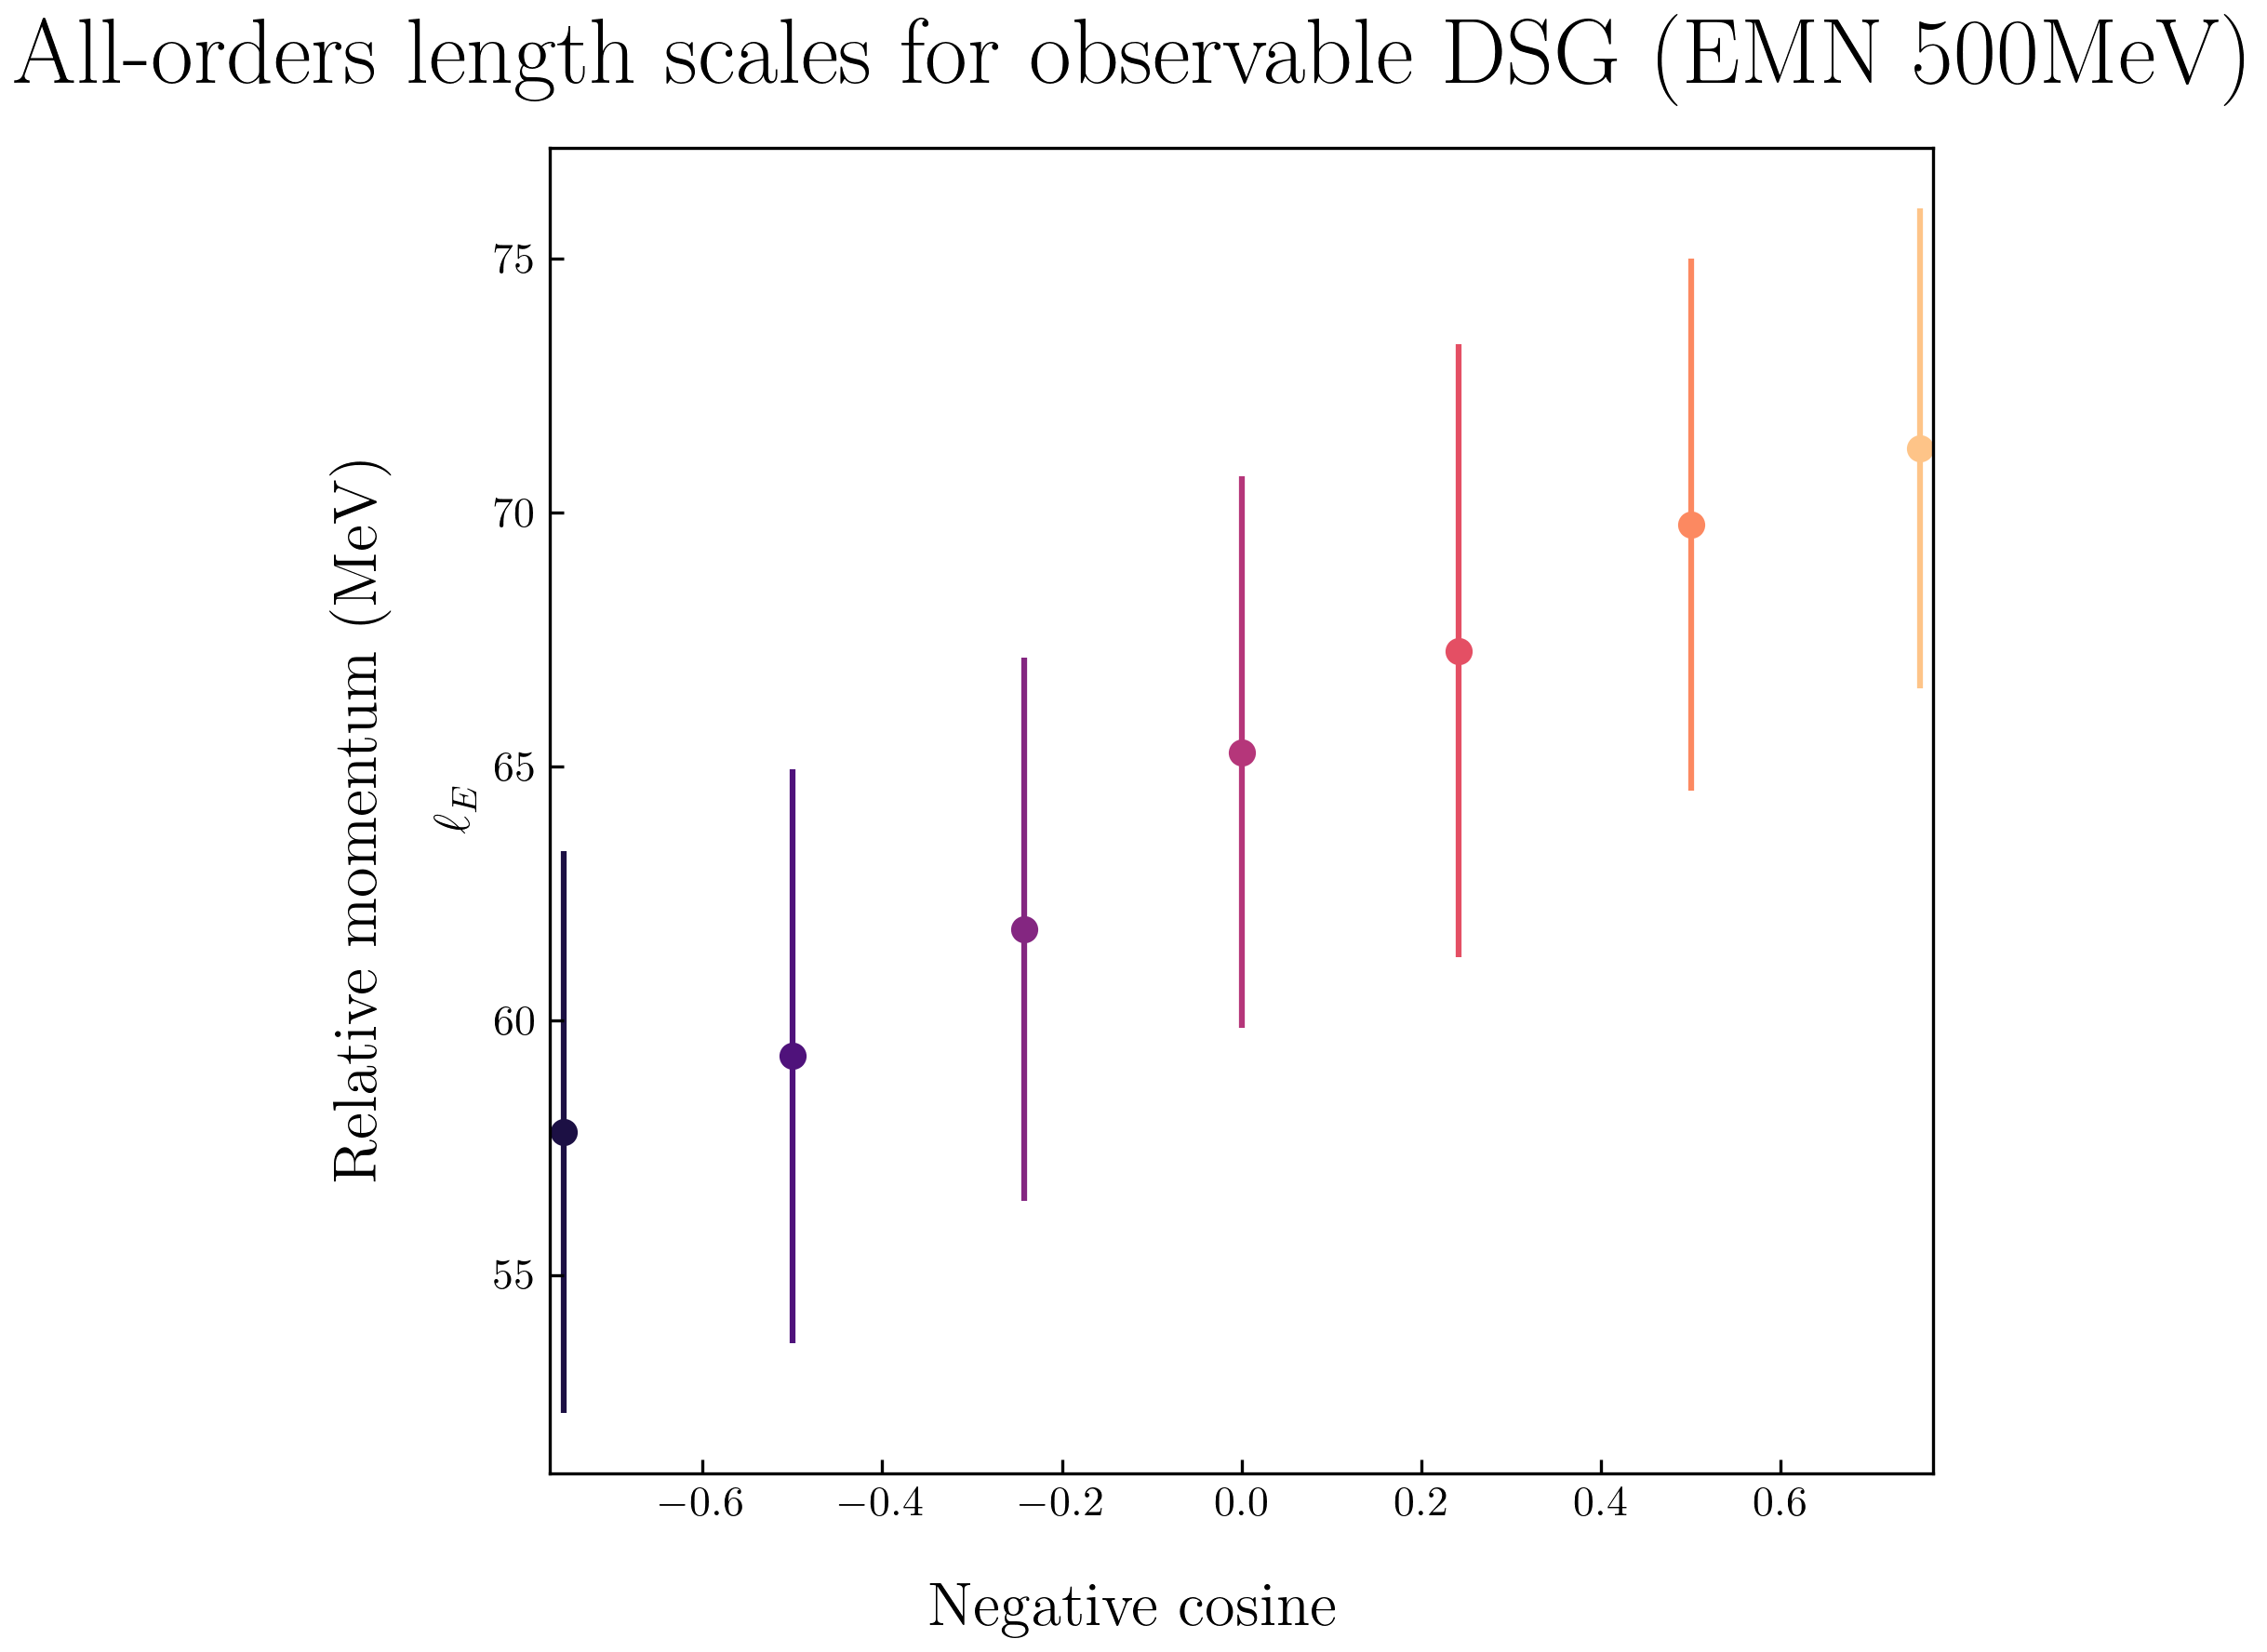 All-orders length scales for observable DSG (EMN 500MeV)
Relative momentum (MeV)
ℓ_E
75
70
65
60
55
−0.6 −0.4 −0.2 0.0 0.2 0.4 0.6
Negative cosine